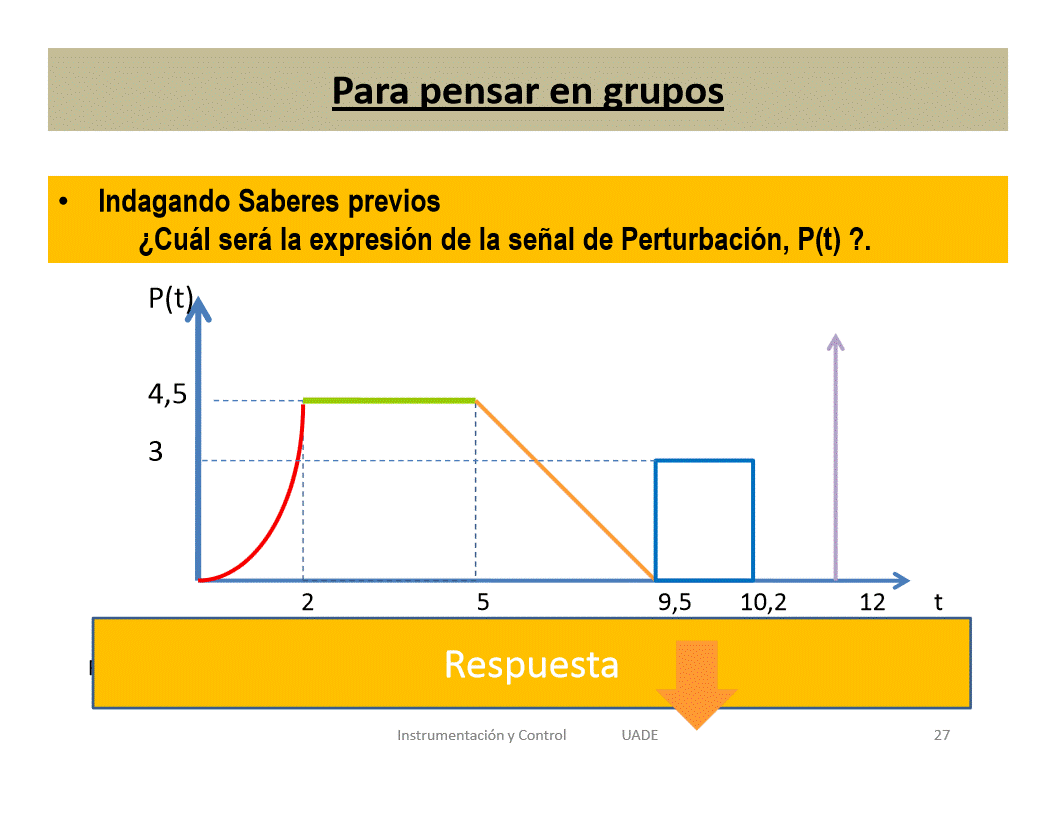 Para pensar en grupos
• Indagando Saberes previos
¿Cuál será la expresión de la señal de Perturbación, P(t) ?.
P(t)
4,5
3
2 5 9,5 10,2 12 t
Respuesta
Instrumentación y Control UADE 27